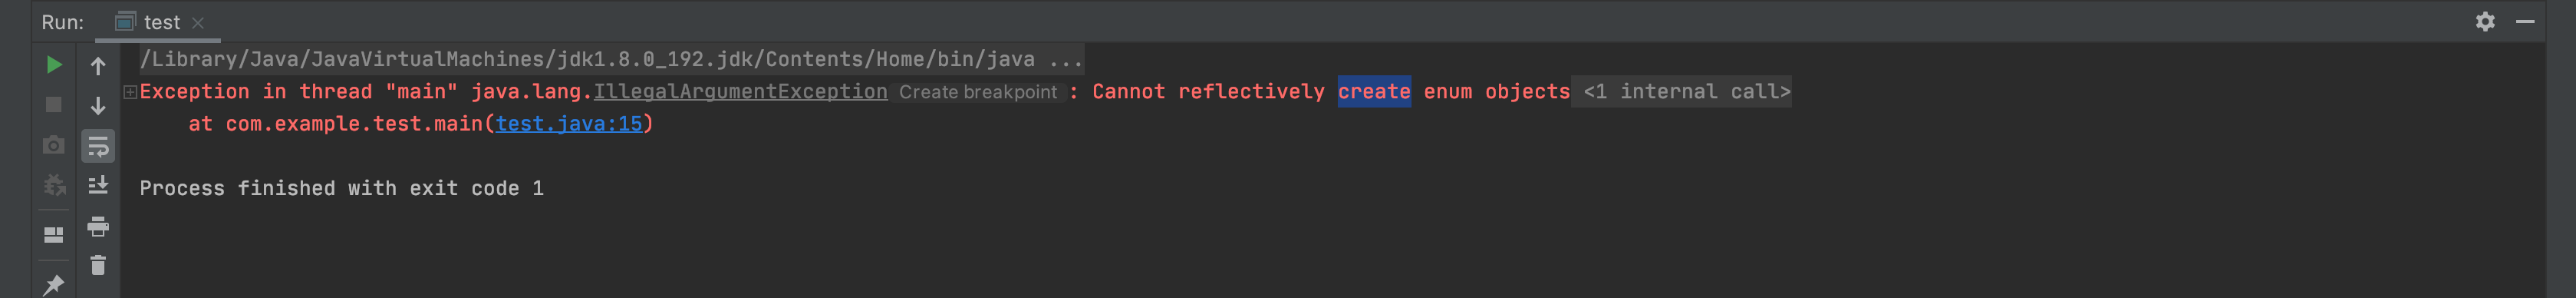 Run: test
/Library/Java/JavaVirtualMachines/jdk1.8.0_192.jdk/Contents/Home/bin/java ...
Exception in thread "main" java.lang.IllegalArgumentException Create breakpoint : Cannot reflectively create enum objects <1 internal call>
at com.example.test.main(test.java:15)
Process finished with exit code 1